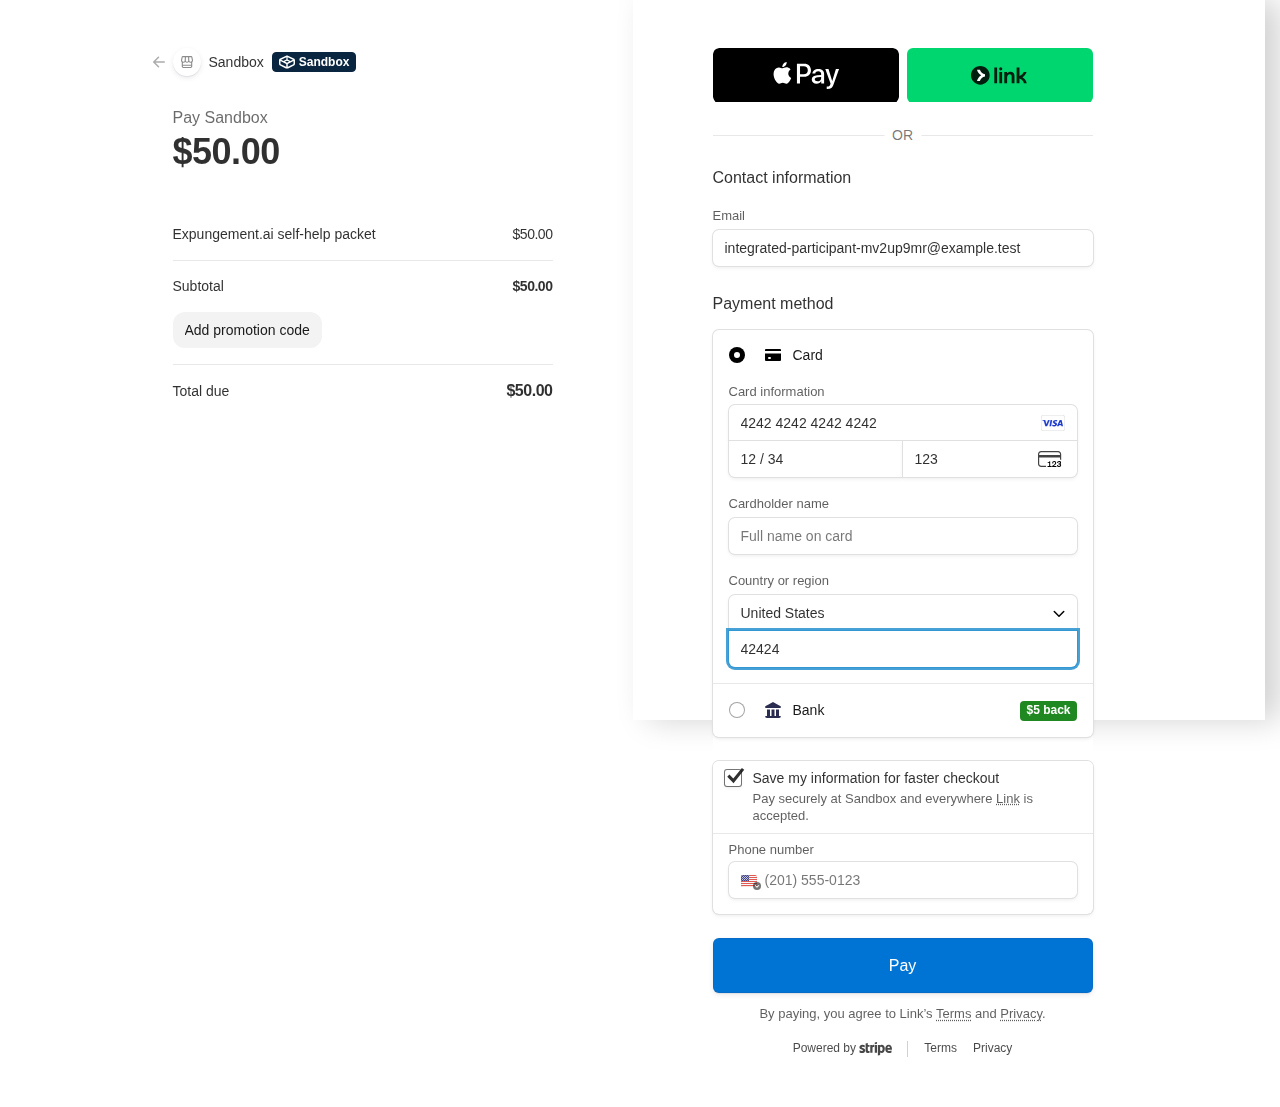 Sandbox Sandbox
Pay Sandbox
$50.00
Expungement.ai self-help packet $50.00
Subtotal $50.00
Add promotion code
Total due $50.00
Pay link
OR
Contact information
Email
integrated-participant-mv2up9mr@example.test
Payment method
Card
Card information
4242 4242 4242 4242 VISA
12 / 34 123 123
Cardholder name
Full name on card
Country or region
United States
42424
Bank $5 back
Save my information for faster checkout
Pay securely at Sandbox and everywhere Link is
accepted.
Phone number
(201) 555-0123
Pay
By paying, you agree to Link's Terms and Privacy.
Powered by stripe Terms Privacy